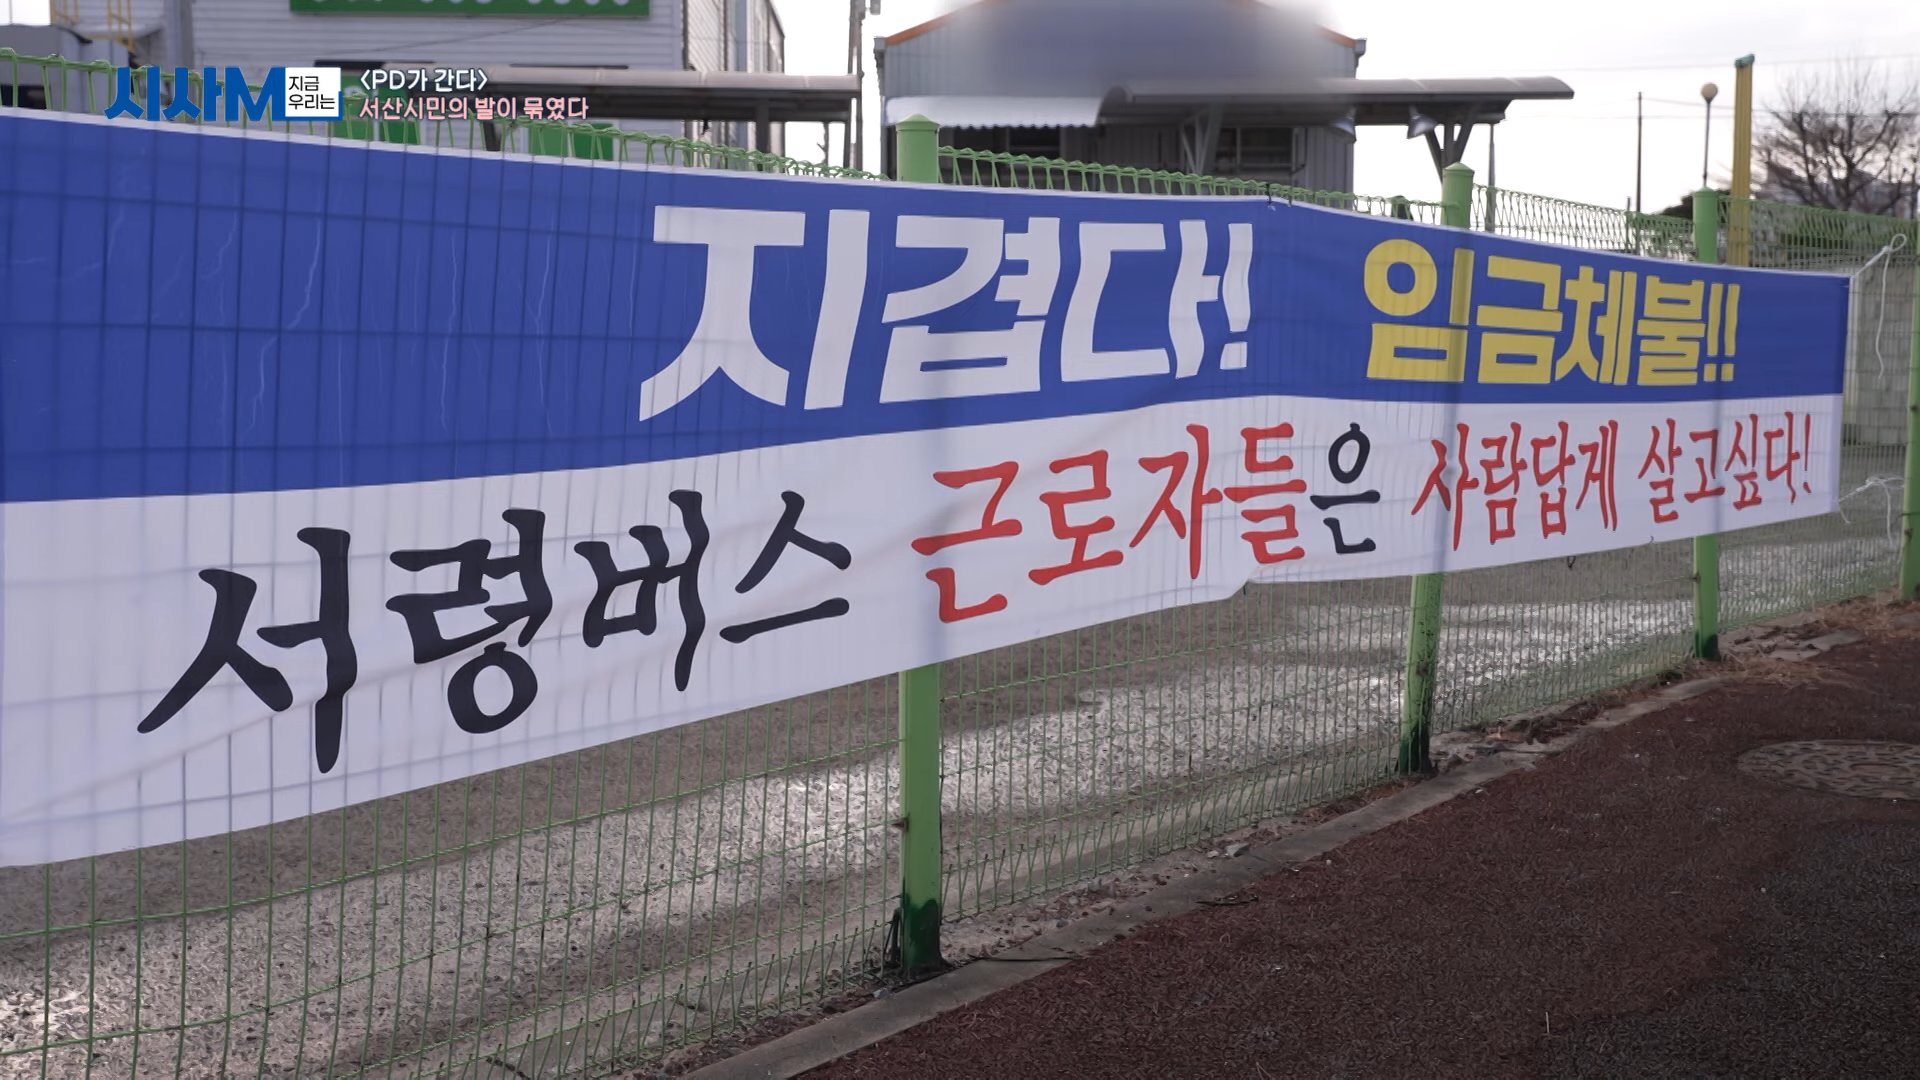 시사M 지금 우리는
<PD가 간다>
서산시민의 발이 묶였다
지겹다! 임금체불!!
서령버스 근로자들은 사람답게 살고싶다!